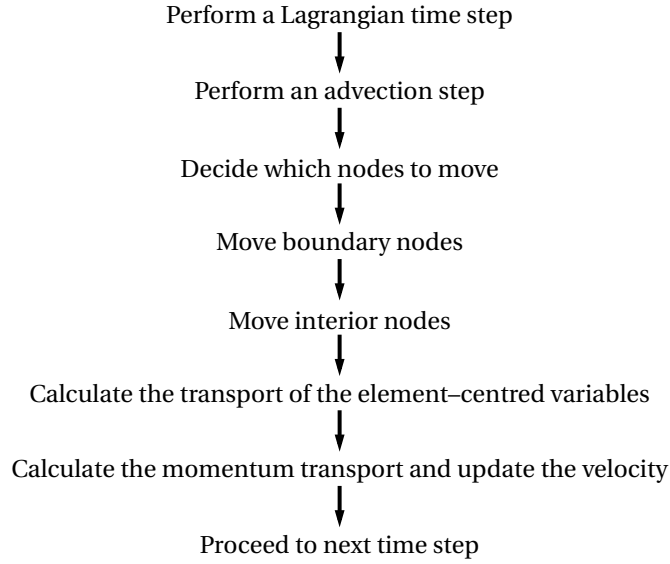 Perform a Lagrangian time step
Perform an advection step
Decide which nodes to move
Move boundary nodes
Move interior nodes
Calculate the transport of the element–centred variables
Calculate the momentum transport and update the velocity
Proceed to next time step